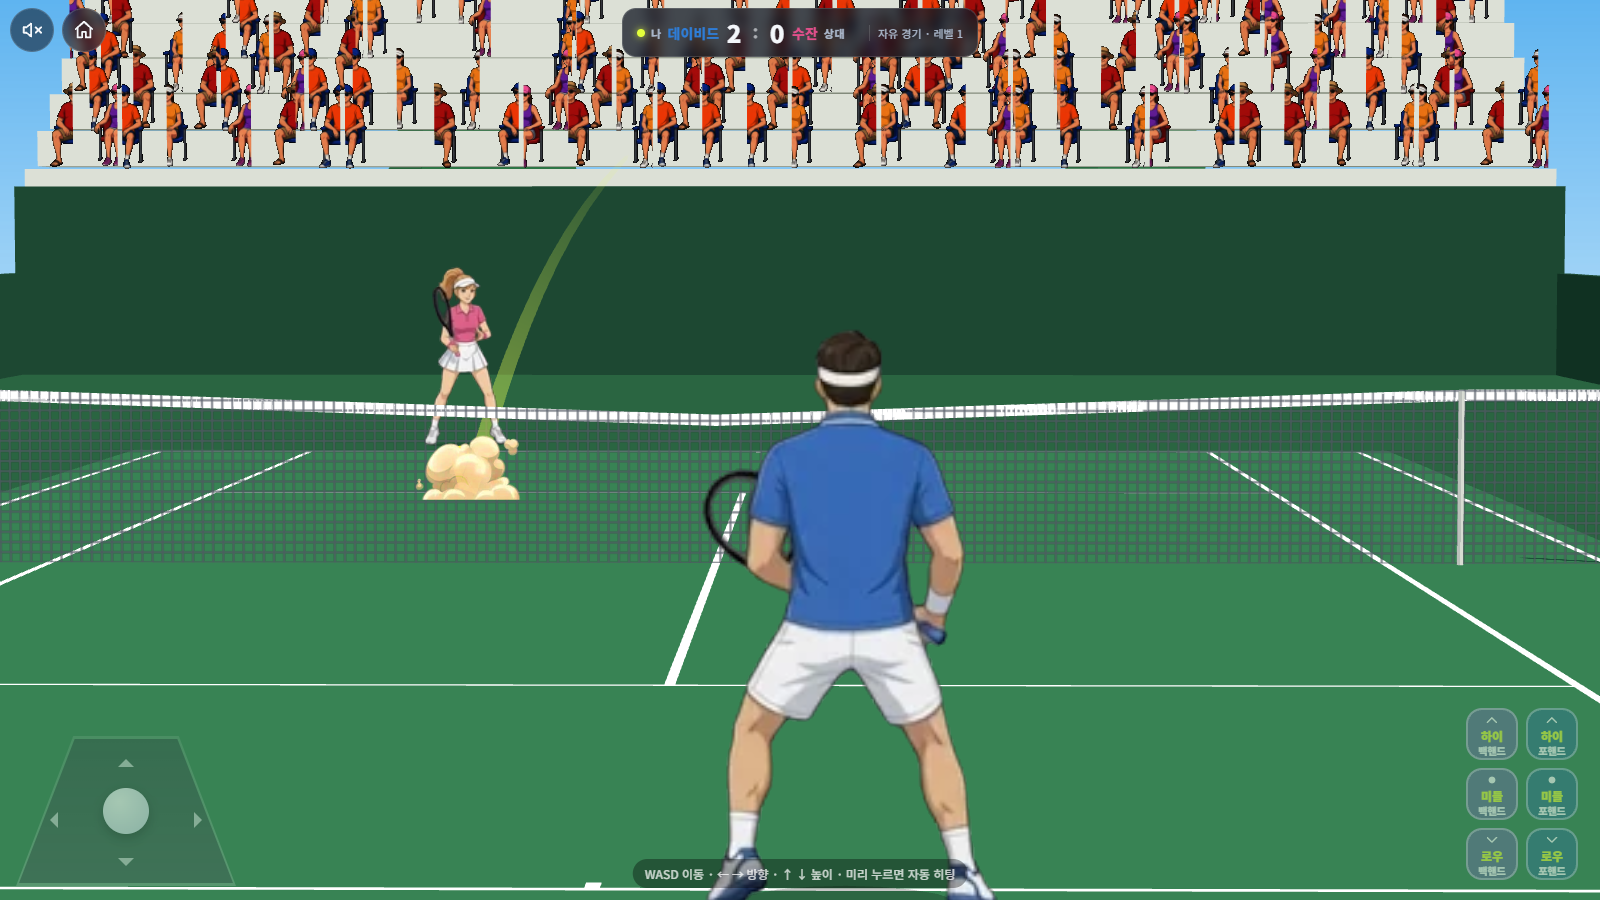 나 데이비드 2 : 0 수잔 상대 자유 경기 · 레벨 1
하이 백핸드
하이 포핸드
미들 백핸드
미들 포핸드
로우 백핸드
로우 포핸드
WASD 이동 · ←→ 방향 · ↑ ↓ 높이 · 미리 누르면 자동 히팅